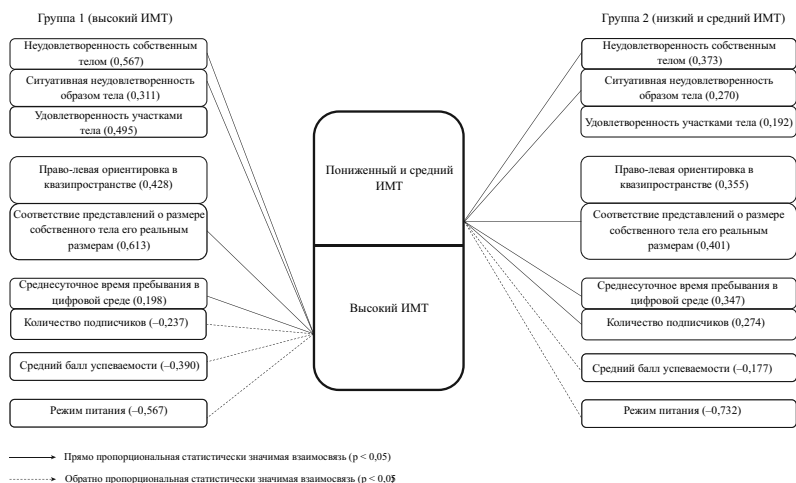 Группа 1 (высокий ИМТ)
Неудовлетворенность собственным
телом (0,567)
Ситуативная неудовлетворенность
образом тела (0,311)
Удовлетворенность участками
тела (0,495)
Право-левая ориентировка в
квазипространстве (0,428)
Соответствие представлений о размере
собственного тела его реальным
размерам (0,613)
Среднесуточное время пребывания в
цифровой среде (0,198)
Количество подписчиков (–0,237)
Средний балл успеваемости (–0,390)
Режим питания (–0,567)
Пониженный и средний
ИМТ
Высокий ИМТ
Группа 2 (низкий и средний ИМТ)
Неудовлетворенность собственным
телом (0,373)
Ситуативная неудовлетворенность
образом тела (0,270)
Удовлетворенность участками тела (0,192)
Право-левая ориентировка в
квазипространстве (0,355)
Соответствие представлений о размере
собственного тела его реальным
размерам (0,401)
Среднесуточное время пребывания в
цифровой среде (0,347)
Количество подписчиков (0,274)
Средний балл успеваемости (–0,177)
Режим питания (–0,732)
Прямо пропорциональная статистически значимая взаимосвязь (p < 0,05)
Обратно пропорциональная статистически значимая взаимосвязь (p < 0,05